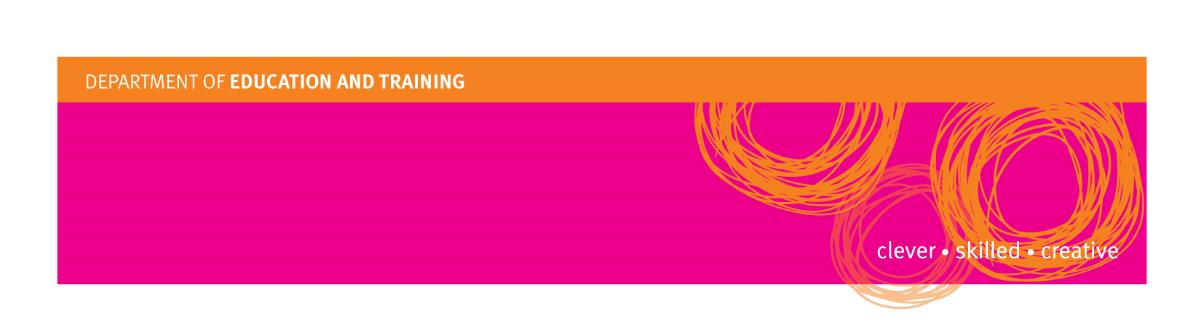 DEPARTMENT OF EDUCATION AND TRAINING
clever • skilled • creative